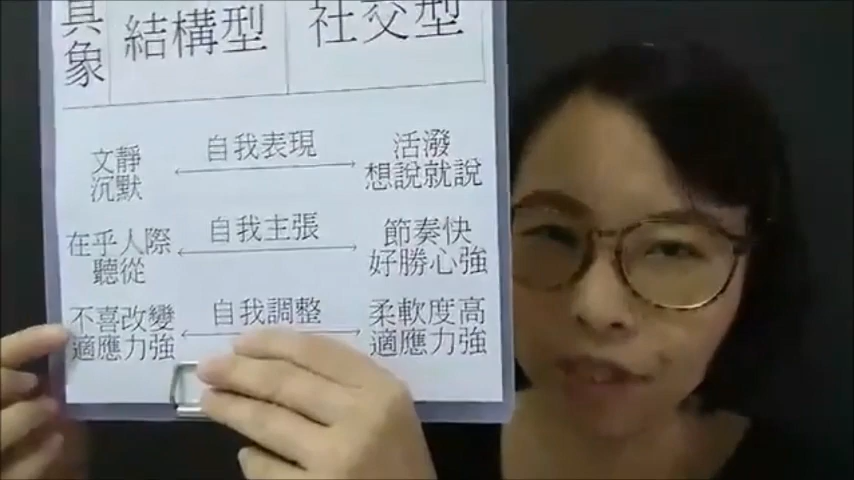 具象 結構型 社交型
文靜 自我表現 活潑
沉默 想說就說
在乎人際 自我主張 節奏快
聽從 好勝心強
不喜改變 自我調整 柔軟度高
適應力強 適應力強